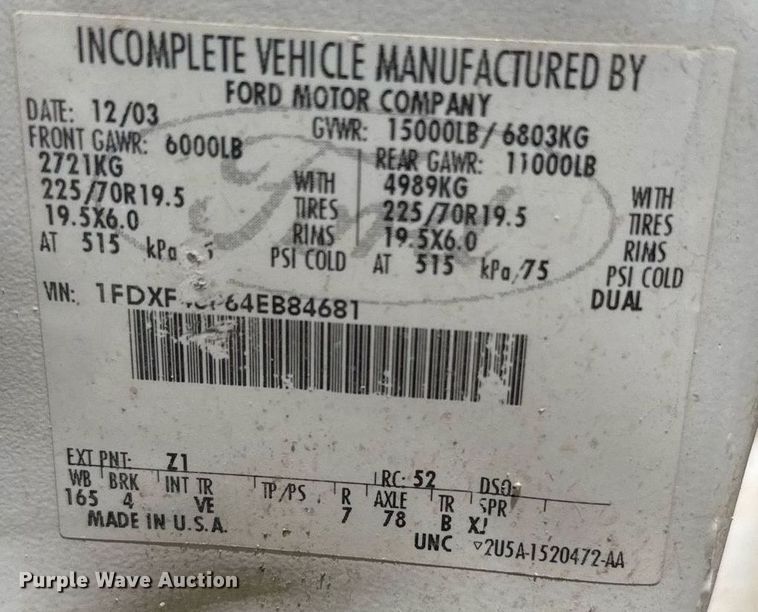 INCOMPLETE VEHICLE MANUFACTURED BY
FORD MOTOR COMPANY
DATE: 12/03 GVWR: 15000LB/ 6803KG
FRONT GAWR: 6000LB REAR GAWR: 11000LB
2721KG WITH 4989KG WITH
225/70R19.5 TIRES 225/70R19.5 TIRES
19.5X6.0 RIMS 19.5X6.0 RIMS
AT 515 kPa PSI COLD AT 515 kPa/75 PSI COLD
DUAL
VIN:
EXT PNT: Z1 RC: 52 DSO:
WB BRK INT TR TP/PS R AXLE TR SPR
165 4 VE 7 78 B XJ
MADE IN U.S.A. UNC ▽2U5A-1520472-AA
Ford
Purple Wave Auction